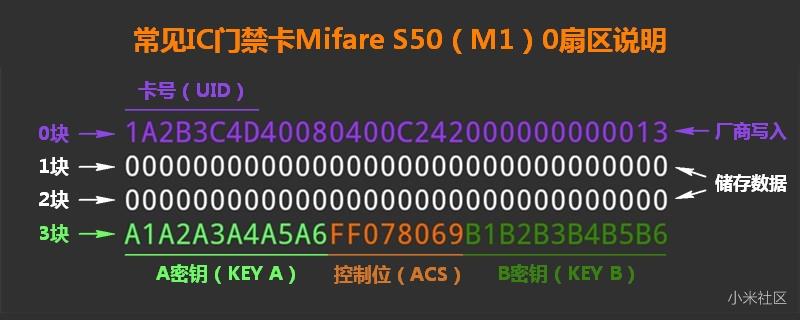 常见IC门禁卡Mifare S50（M1）0扇区说明
卡号（UID）
0块 1A2B3C4D40080400C242000000000013 厂商写入
1块 00000000000000000000000000000000
储存数据
2块 00000000000000000000000000000000
3块 A1A2A3A4A5A6FF078069B1B2B3B4B5B6
A密钥（KEY A） 控制位（ACS） B密钥（KEY B）
小米社区